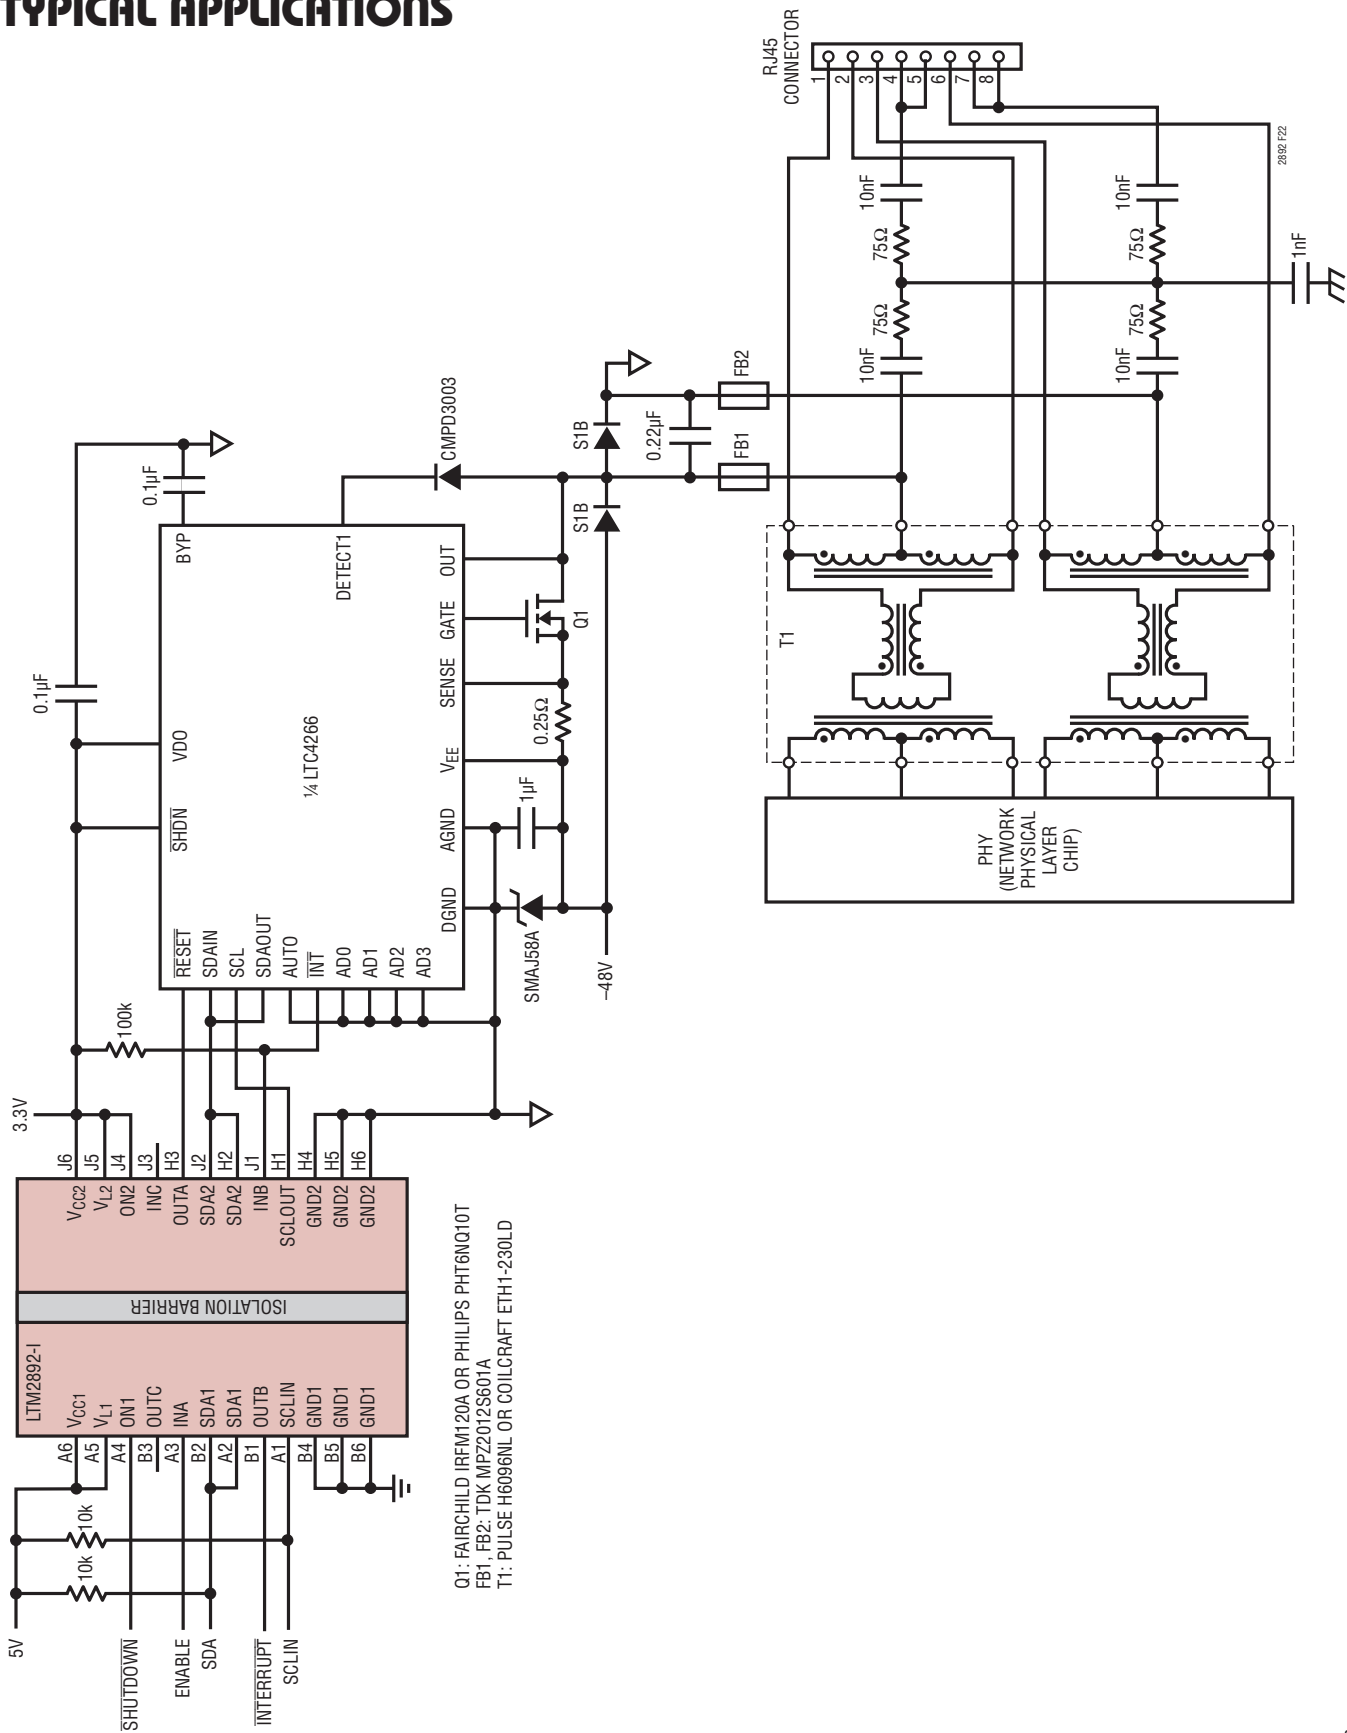 TYPICAL APPLICATIONS
5V
SHUTDOWN
ENABLE
SDA
INTERRUPT
SCLIN
10k
10k
LTM2892-I
A6
A5
A4
B3
A3
B2
A2
B1
A1
B4
B5
B6
VCC1
VL1
ON1
OUTC
INA
SDA1
SDA1
OUTB
SCLIN
GND1
GND1
GND1
ISOLATION BARRIER
VCC2
VL2
ON2
INC
OUTA
SDA2
SDA2
INB
SCLOUT
GND2
GND2
GND2
J6
J5
J4
J3
H3
J2
H2
J1
H1
H4
H5
H6
3.3V
100k
0.1µF
0.1µF
RESET
SDAIN
SCL
SDAOUT
AUTO
INT
AD0
AD1
AD2
AD3
SHDN
VDO
BYP
¼ LTC4266
DETECT1
DGND
AGND
VEE
SENSE
GATE
OUT
SMAJ58A
1µF
0.25Ω
Q1
CMPD3003
–48V
S1B
S1B
0.22µF
FB1
FB2
PHY
(NETWORK
PHYSICAL
LAYER
CHIP)
T1
10nF
75Ω
75Ω
10nF
10nF
75Ω
75Ω
10nF
1nF
RJ45
CONNECTOR
1
2
3
4
5
6
7
8
2892 F22
Q1: FAIRCHILD IRFM120A OR PHILIPS PHT6NQ10T
FB1, FB2: TDK MPZ2012S601A
T1: PULSE H6096NL OR COILCRAFT ETH1-230LD